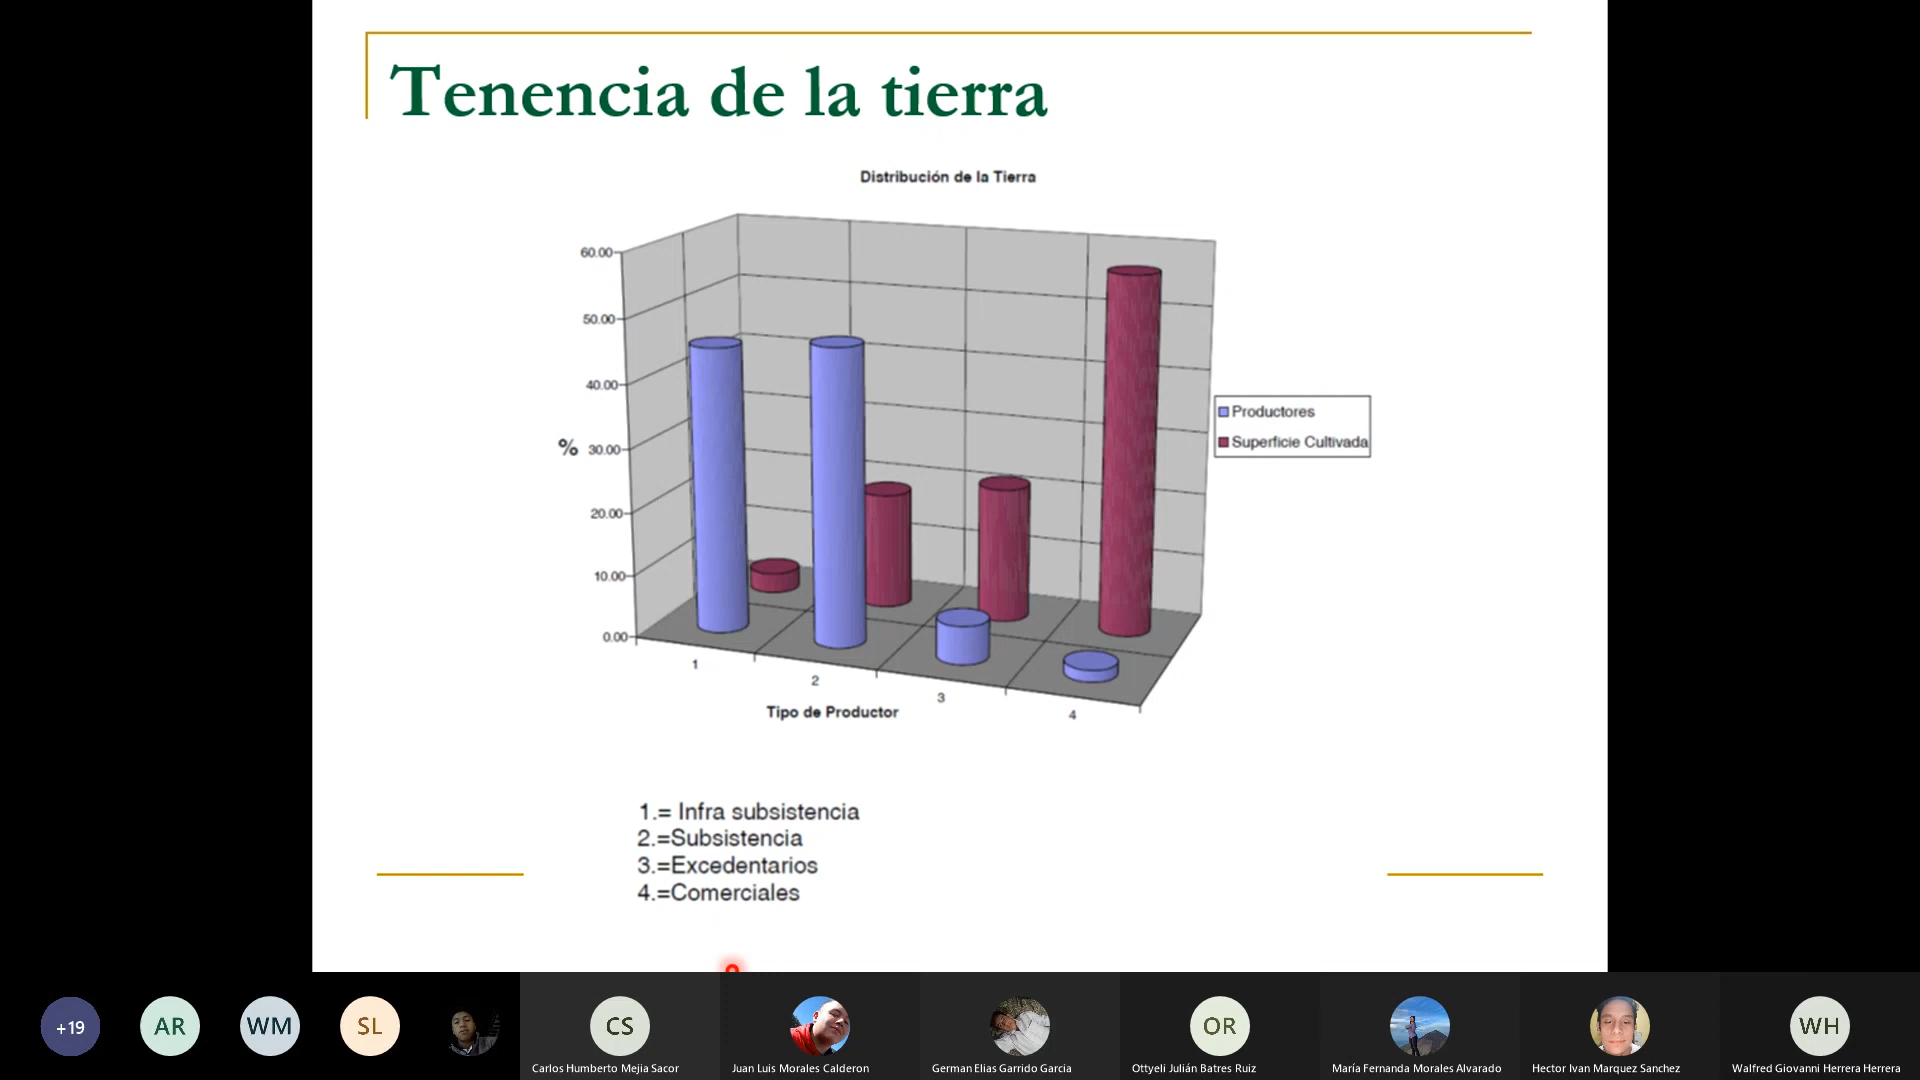 Tenencia de la tierra
Distribución de la Tierra
60.00
50.00
40.00
% 30.00
20.00
10.00
0.00
1
2
3
4
Tipo de Productor
Productores
Superficie Cultivada
1.= Infra subsistencia
2.=Subsistencia
3.=Excedentarios
4.=Comerciales
+19
AR
WM
SL
CS
OR
WH
Carlos Humberto Mejia Sacor
Juan Luis Morales Calderon
German Elias Garrido Garcia
Ottyeli Julián Batres Ruiz
María Fernanda Morales Alvarado
Hector Ivan Marquez Sanchez
Walfred Giovanni Herrera Herrera